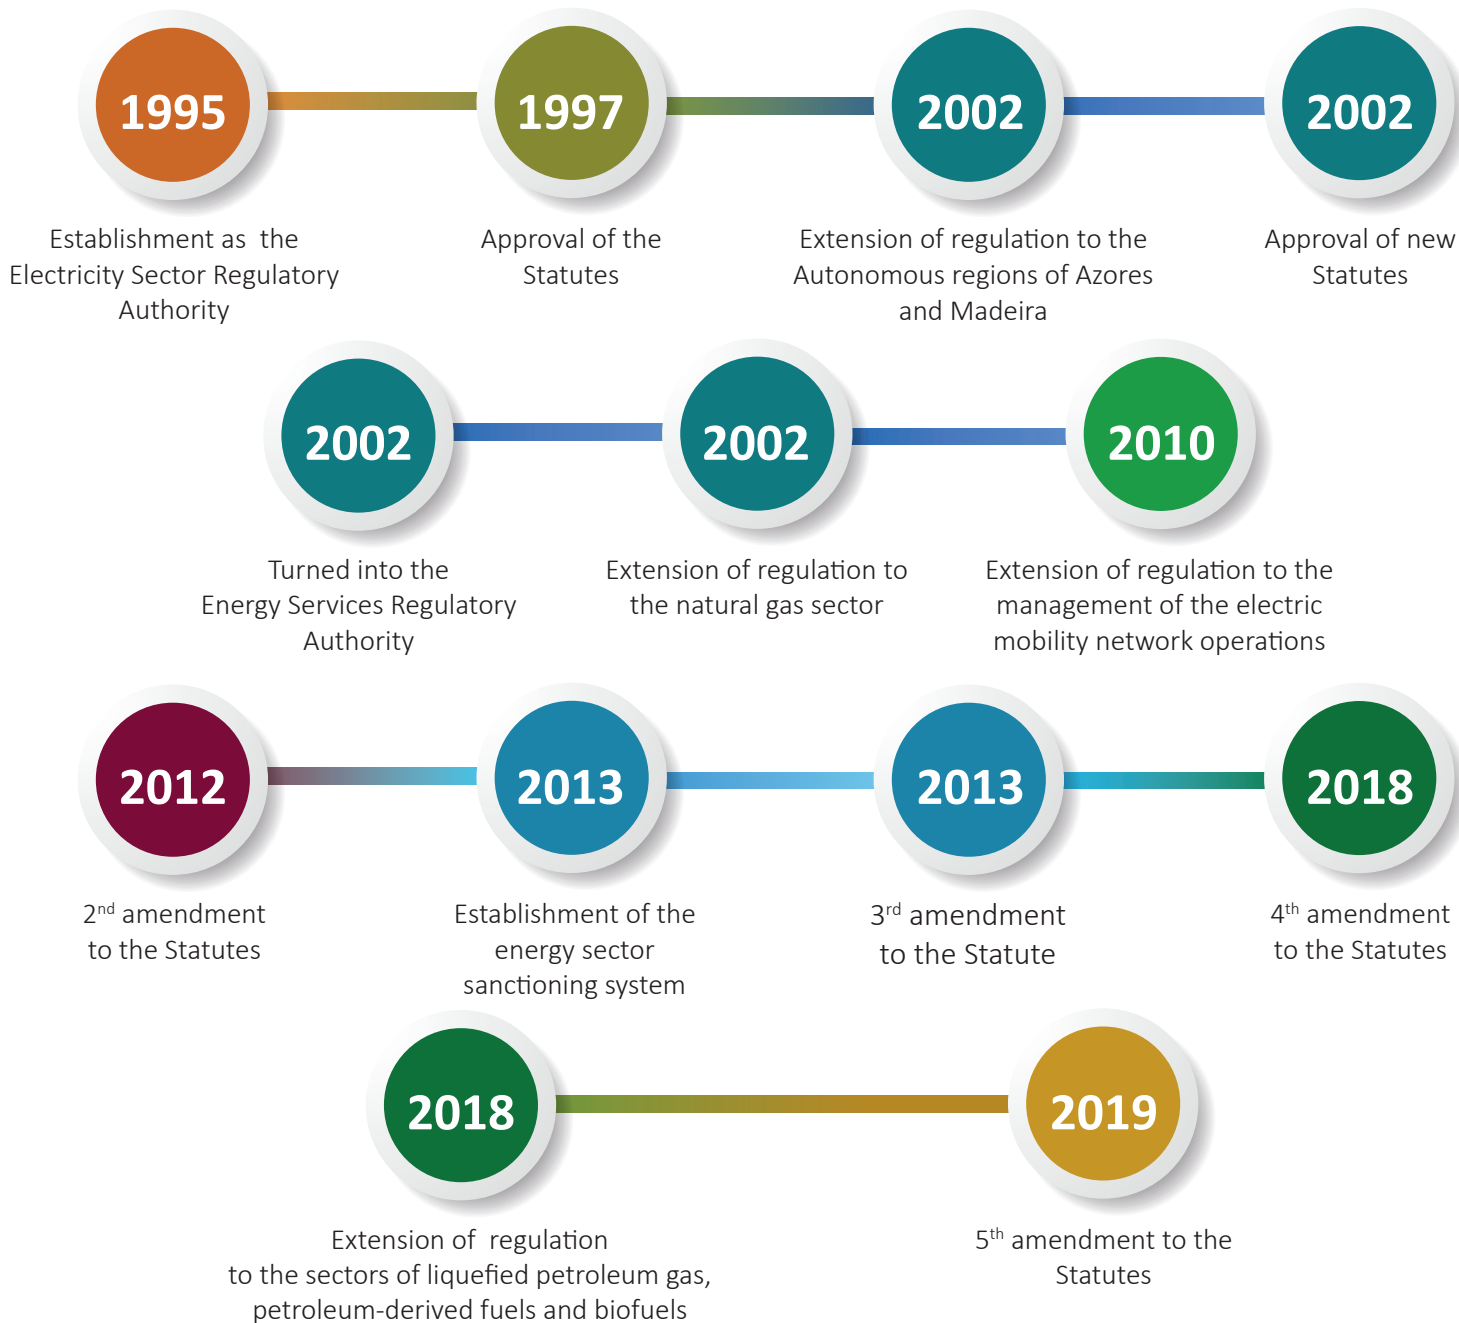 1995
Establishment as the
Electricity Sector Regulatory
Authority
1997
Approval of the
Statutes
2002
Extension of regulation to the
Autonomous regions of Azores
and Madeira
2002
Approval of new
Statutes
2002
Turned into the
Energy Services Regulatory
Authority
2002
Extension of regulation to
the natural gas sector
2010
Extension of regulation to the
management of the electric
mobility network operations
2012
2nd amendment
to the Statutes
2013
Establishment of the
energy sector
sanctioning system
2013
3rd amendment
to the Statute
2018
4th amendment
to the Statutes
2018
Extension of regulation
to the sectors of liquefied petroleum gas,
petroleum-derived fuels and biofuels
2019
5th amendment to the
Statutes